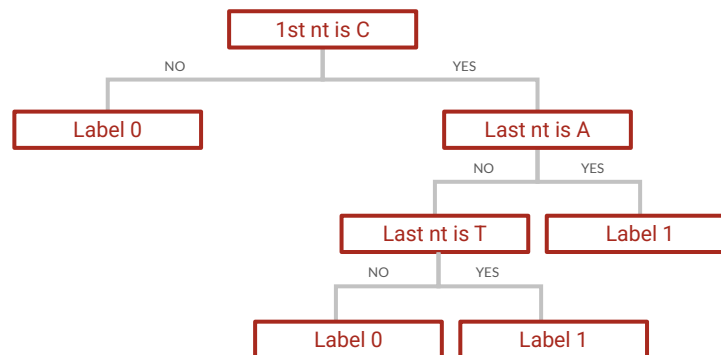 1st nt is C
NO
YES
Label 0
Last nt is A
NO
YES
Last nt is T
Label 1
NO
YES
Label 0
Label 1